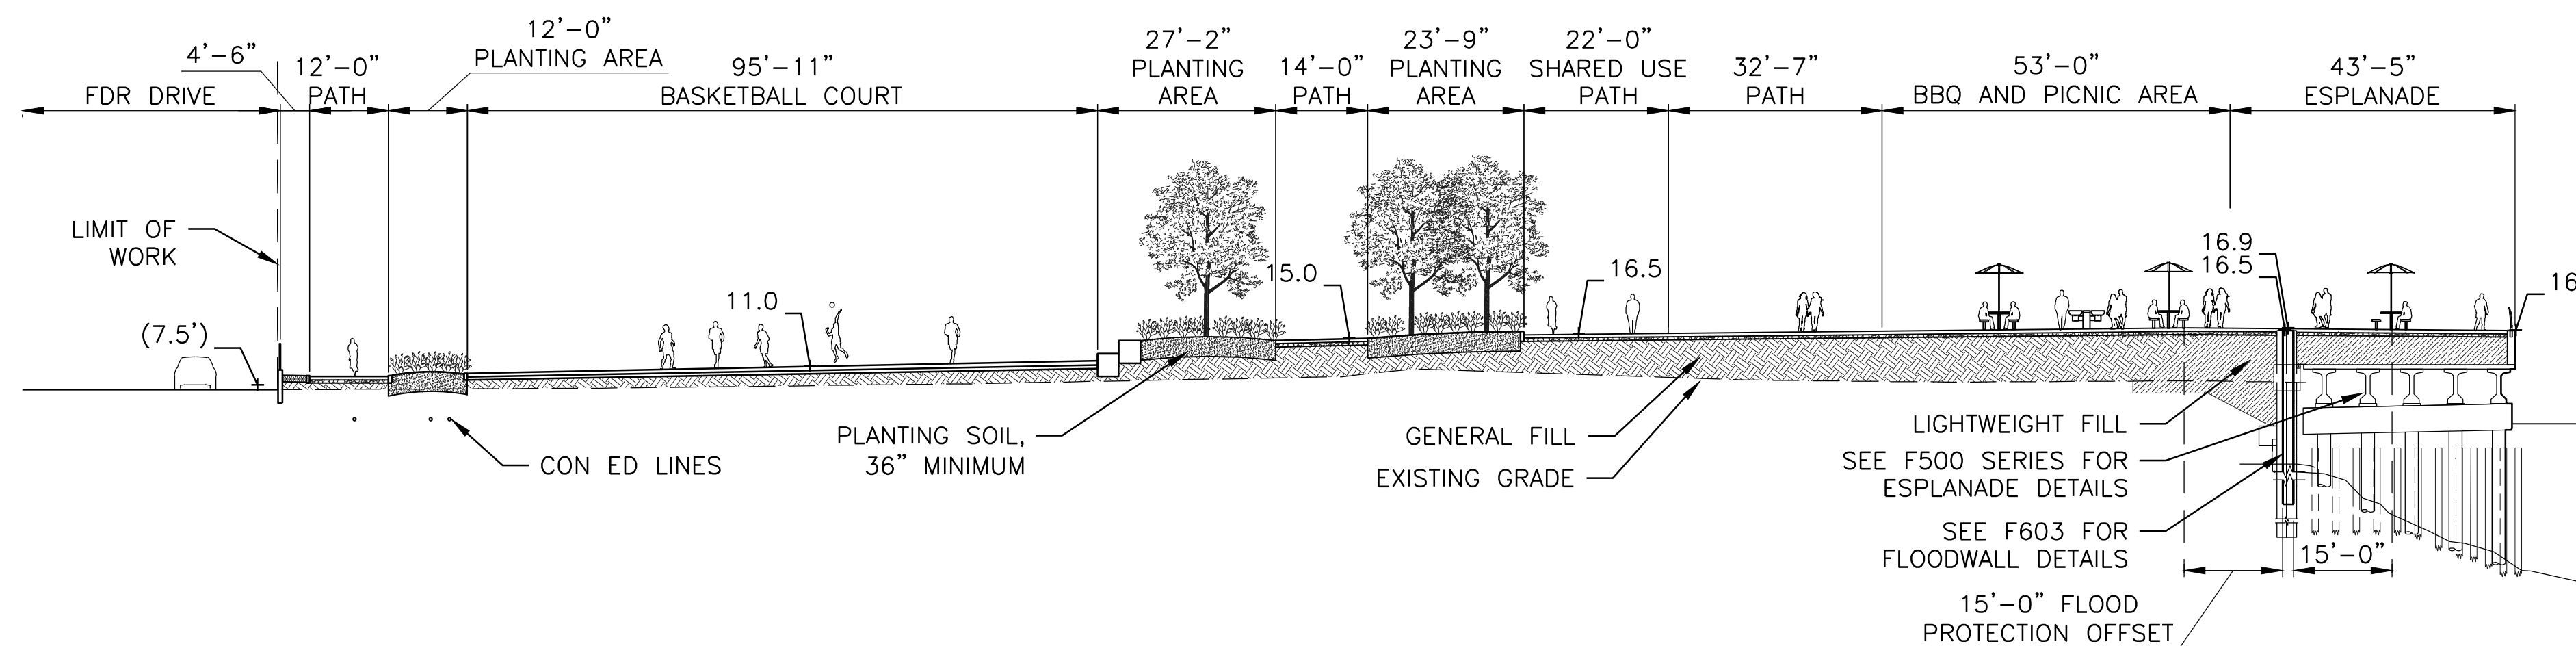 FDR DRIVE
4'-6"
12'-0"
PATH
12'-0"
PLANTING AREA
95'-11"
BASKETBALL COURT
27'-2"
PLANTING
AREA
14'-0"
PATH
23'-9"
PLANTING
AREA
22'-0"
SHARED USE
PATH
32'-7"
PATH
53'-0"
BBQ AND PICNIC AREA
43'-5"
ESPLANADE
LIMIT OF
WORK
(7.5')
11.0
15.0
16.5
16.9
16.5
16
CON ED LINES
PLANTING SOIL,
36" MINIMUM
GENERAL FILL
EXISTING GRADE
LIGHTWEIGHT FILL
SEE F500 SERIES FOR
ESPLANADE DETAILS
SEE F603 FOR
FLOODWALL DETAILS
15'-0"
15'-0" FLOOD
PROTECTION OFFSET